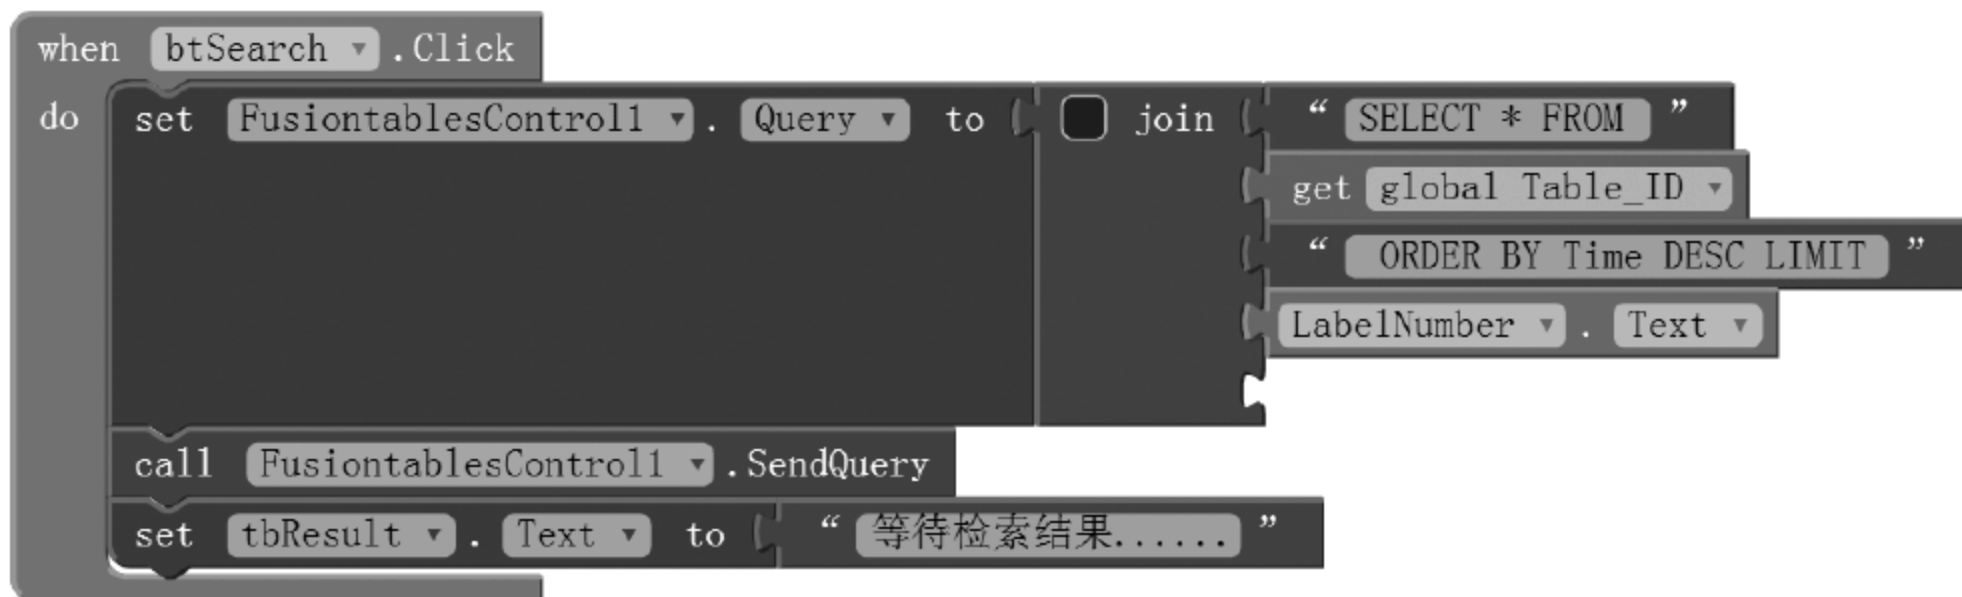 when btSearch .Click
do set FusiontablesControl1 . Query to join “ SELECT * FROM ”
get global Table_ID
“ ORDER BY Time DESC LIMIT ”
LabelNumber . Text
call FusiontablesControl1 .SendQuery
set tbResult . Text to “ 等待检索结果...... ”